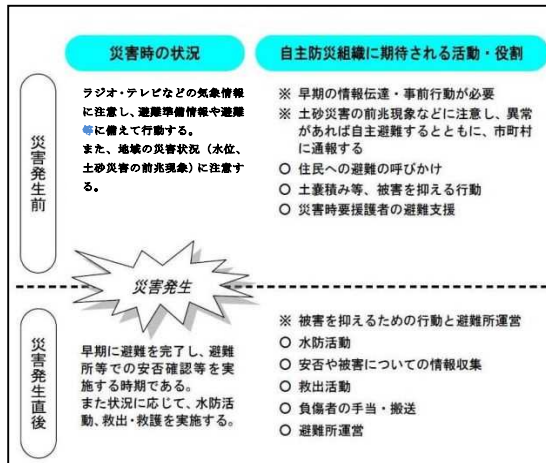 災害時の状況
自主防災組織に期待される活動・役割
災害発生前
ラジオ・テレビなどの気象情報
に注意し、避難準備情報や避難
等に備えて行動する。
また、地域の災害状況（水位、
土砂災害の前兆現象）に注意す
る。
※ 早期の情報伝達・事前行動が必要
※ 土砂災害の前兆現象などに注意し、異常
があれば自主避難するとともに、市町村
に通報する
○ 住民への避難の呼びかけ
○ 土嚢積み等、被害を抑える行動
○ 災害時要援護者の避難支援
災害発生
災害発生直後
早期に避難を完了し、避難
所等での安否確認等を実
施する時期である。
また状況に応じて、水防活
動、救出・救護を実施する。
※ 被害を抑えるための行動と避難所運営
○ 水防活動
○ 安否や被害についての情報収集
○ 救出活動
○ 負傷者の手当・搬送
○ 避難所運営